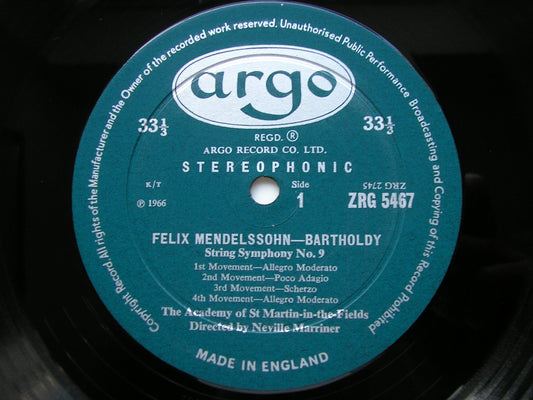 Copyright Record All rights of the Manufacturer and the Owner of the recorded work reserved. Unauthorised Public Performance Broadcasting and Copying of this Record Prohibited
argo
REGD. ®
ARGO RECORD CO. LTD.
33⅓ 33⅓
STEREOPHONIC
K/T
℗ 1966
Side
1
ZRG 2745
ZRG 5467
FELIX MENDELSSOHN—BARTHOLDY
String Symphony No. 9
1st Movement—Allegro Moderato
2nd Movement—Poco Adagio
3rd Movement—Scherzo
4th Movement—Allegro Moderato
The Academy of St Martin-in-the-Fields
Directed by Neville Marriner
MADE IN ENGLAND